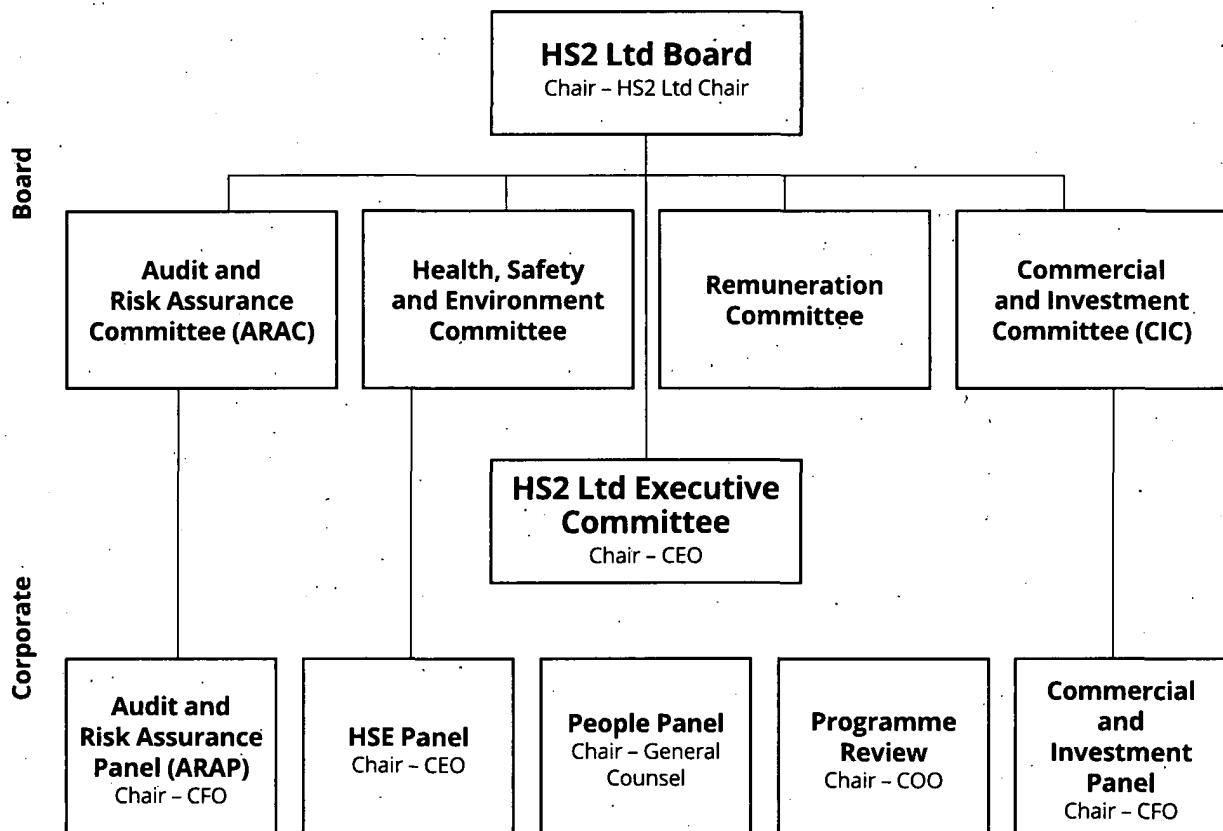 HS2 Ltd Board
Chair – HS2 Ltd Chair
Board
Audit and
Risk Assurance
Committee (ARAC)
Health, Safety
and Environment
Committee
Remuneration
Committee
Commercial
and Investment
Committee (CIC)
HS2 Ltd Executive
Committee
Chair – CEO
Corporate
Audit and
Risk Assurance
Panel (ARAP)
Chair – CFO
HSE Panel
Chair – CEO
People Panel
Chair – General
Counsel
Programme
Review
Chair – COO
Commercial
and
Investment
Panel
Chair – CFO